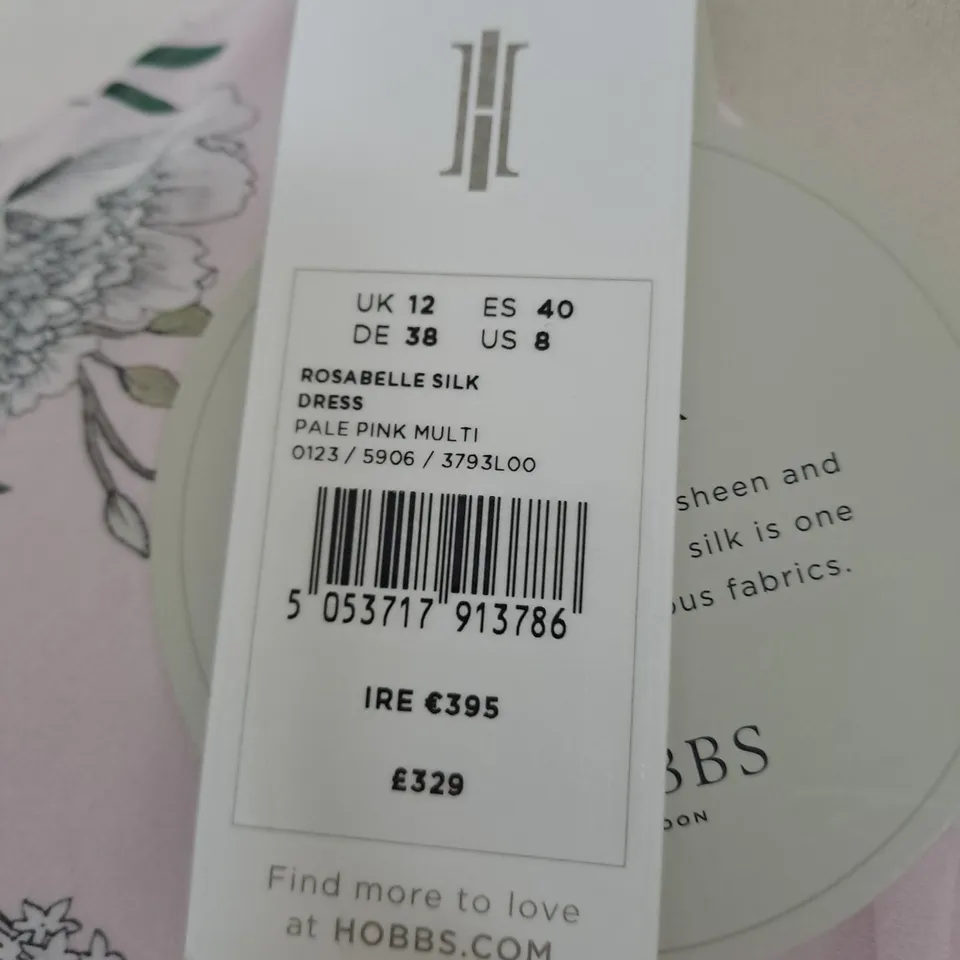 UK 12 ES 40
DE 38 US 8
ROSABELLE SILK
DRESS
PALE PINK MULTI
0123 / 5906 / 3793L00
5 053717 913786
IRE €395
£329
Find more to love
at HOBBS.COM
sheen and
silk is one
ous fabrics.
BBS
DON